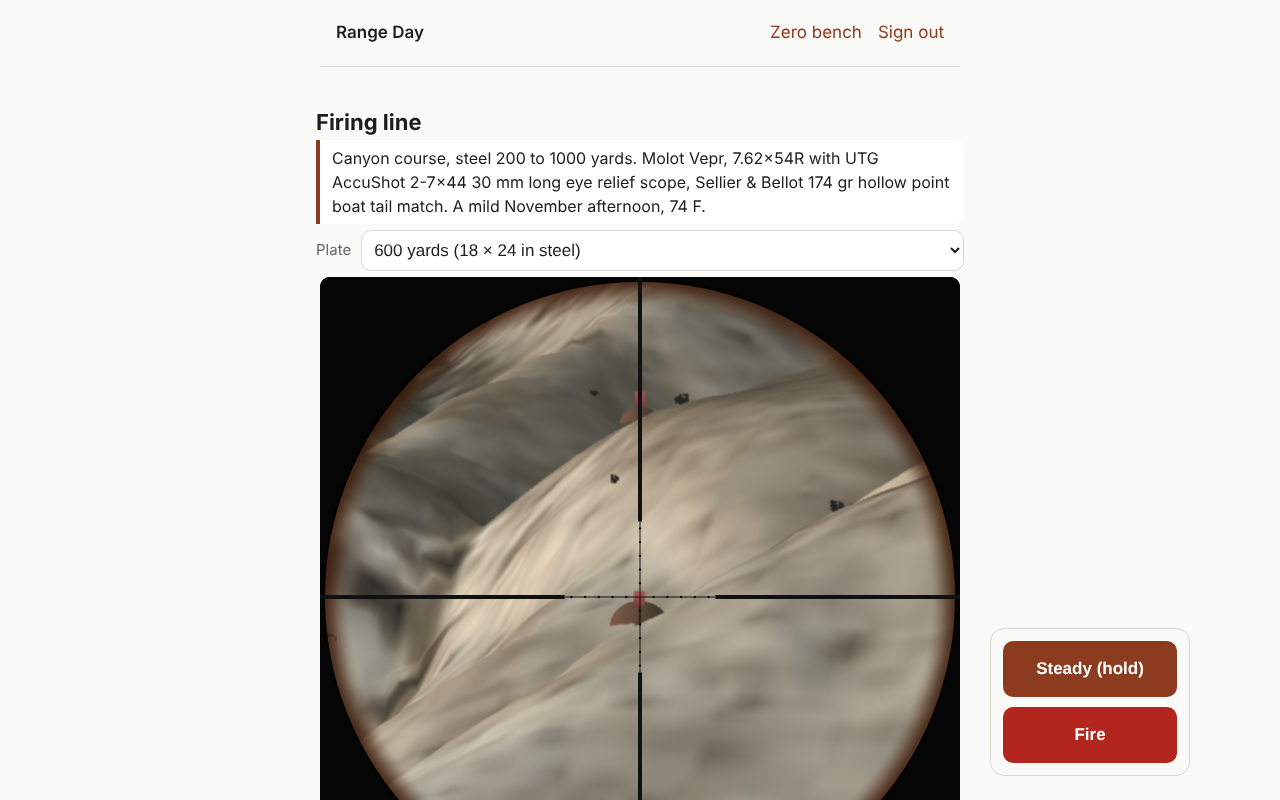 Range Day
Zero bench
Sign out
Firing line
Canyon course, steel 200 to 1000 yards. Molot Vepr, 7.62×54R with UTG
AccuShot 2-7×44 30 mm long eye relief scope, Sellier & Bellot 174 gr hollow point
boat tail match. A mild November afternoon, 74 F.
Plate
600 yards (18 × 24 in steel)
Steady (hold)
Fire